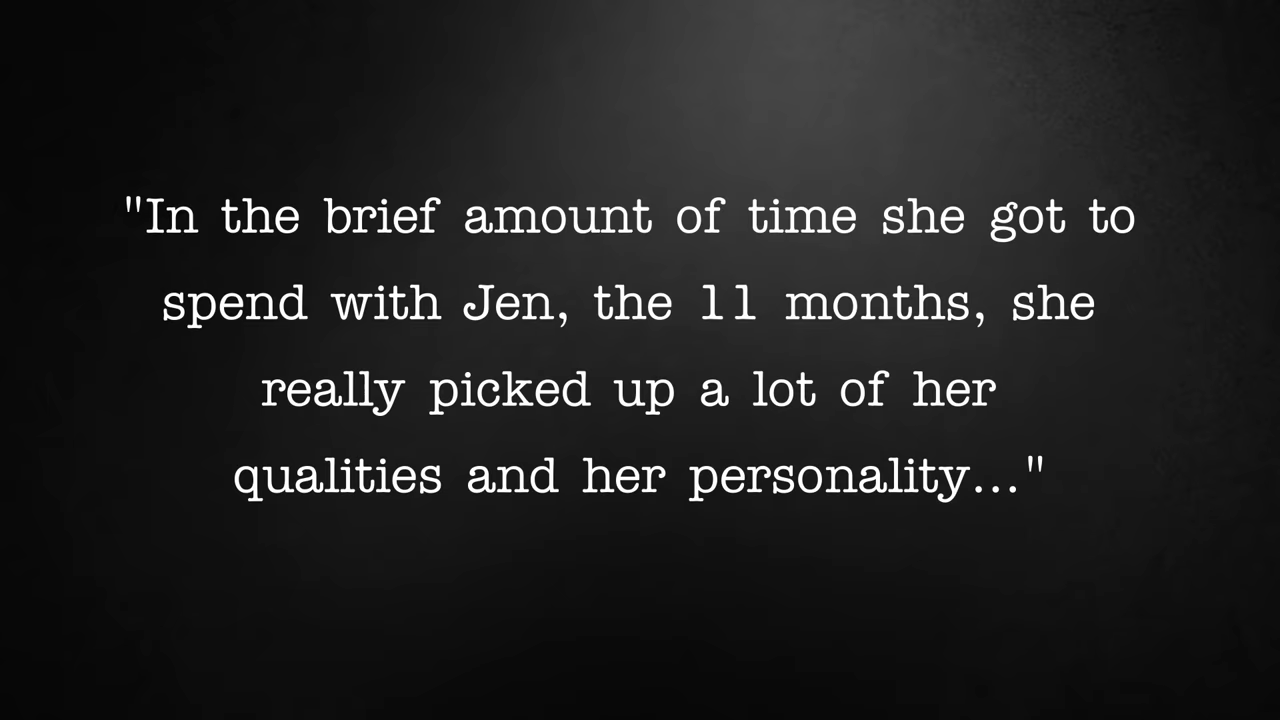 "In the brief amount of time she got to
spend with Jen, the 11 months, she
really picked up a lot of her
qualities and her personality..."